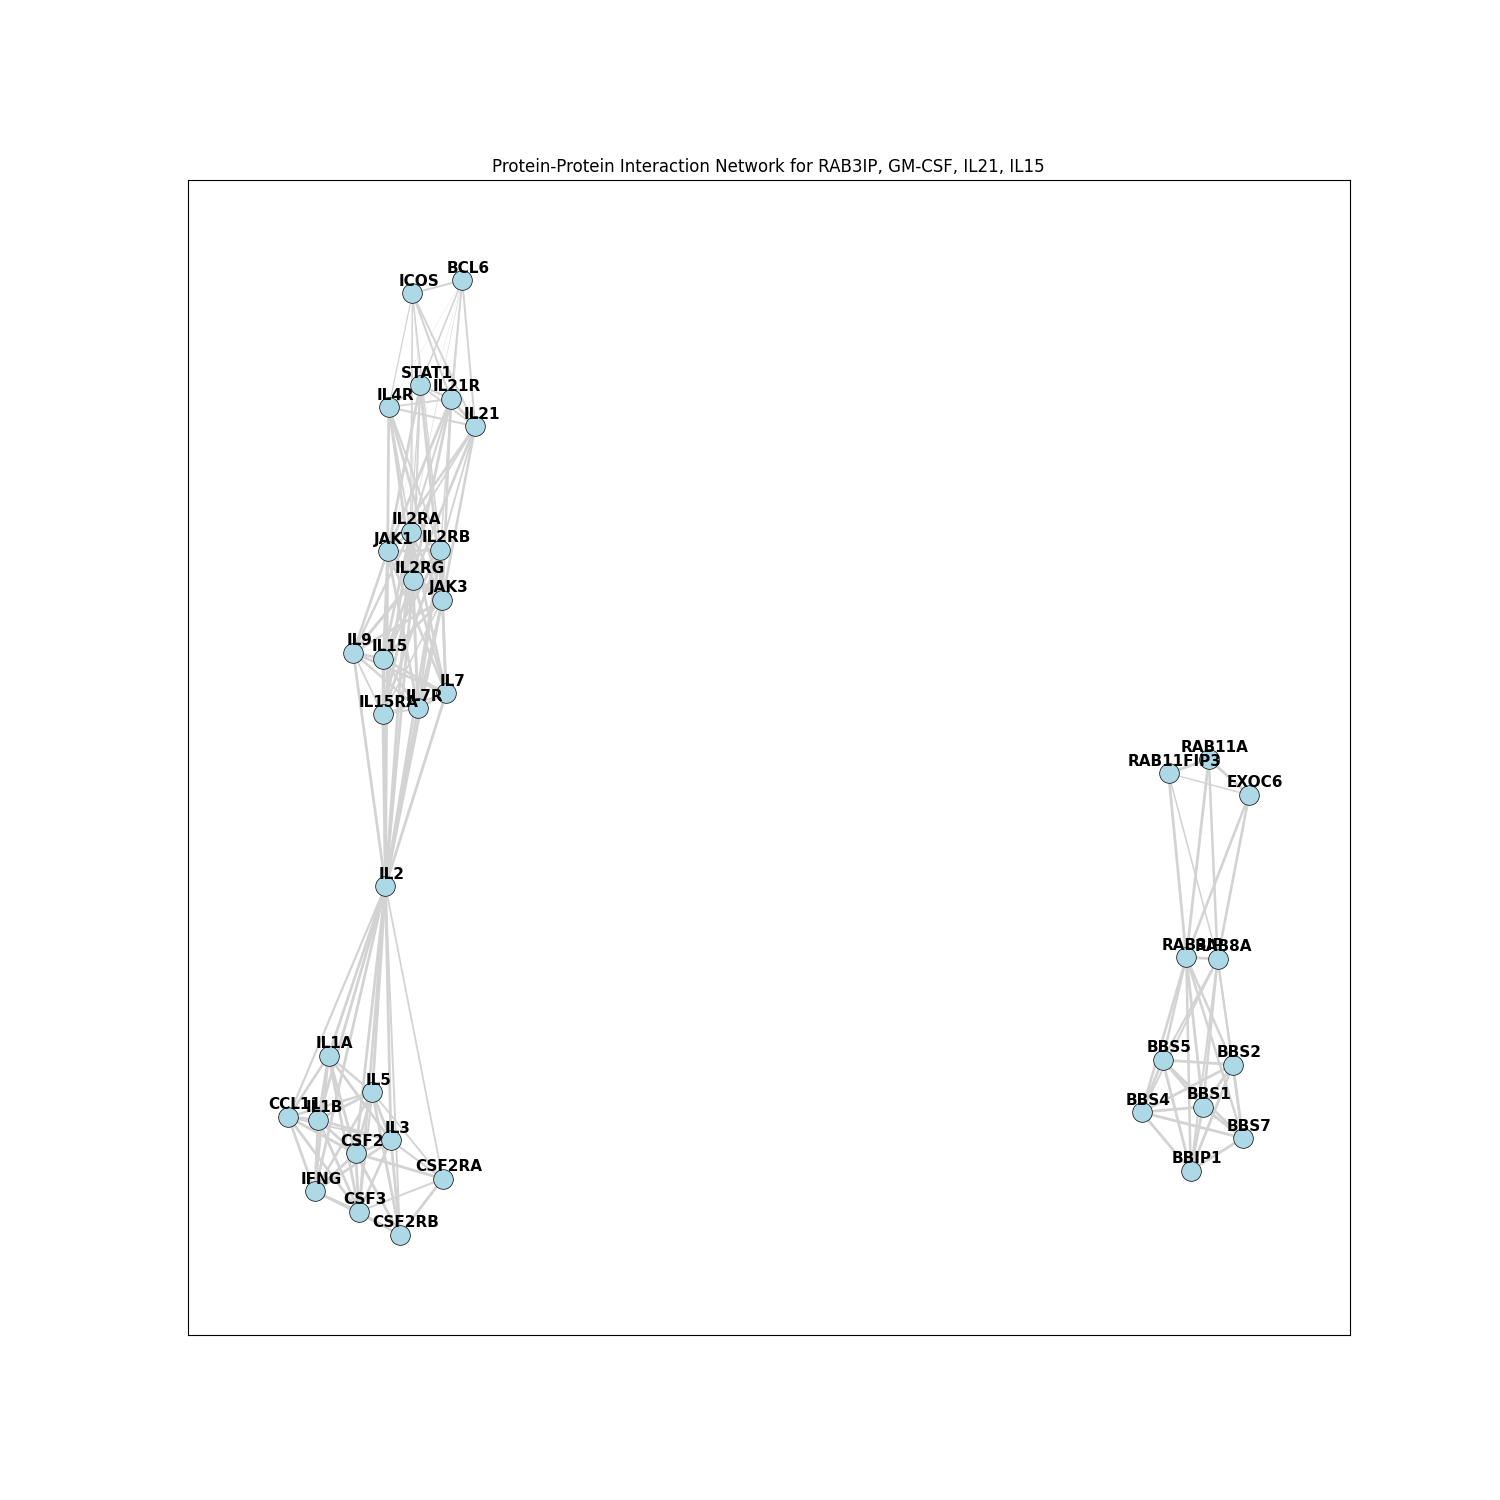 Protein-Protein Interaction Network for RAB3IP, GM-CSF, IL21, IL15
BCL6
ICOS
STAT1
IL21R
IL4R
IL21
IL2RA
IL2RB
JAK1
IL2RG
JAK3
IL9
IL15
IL7
IL7R
IL15RA
RAB11A
RAB11FIP3
EXOC6
IL2
RAB3IP
RAB8A
IL1A
BBS5
BBS2
IL5
BBS1
BBS4
CCL11
IL1B
IL3
BBS7
CSF2
BBIP1
CSF2RA
IFNG
CSF3
CSF2RB